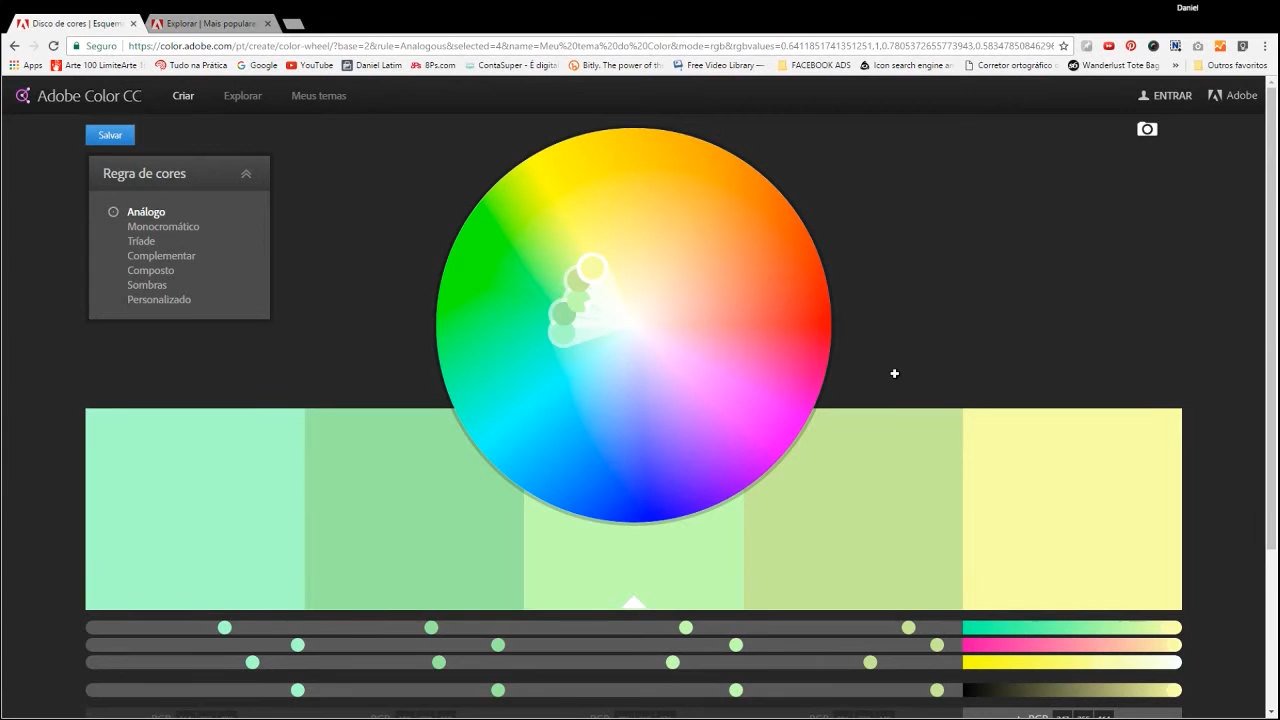 Daniel
Disco de cores | Esquem
Explorar | Mais populare
Seguro
https://color.adobe.com/pt/create/color-wheel/?base=2&rule=Analogous&selected=4&name=Meu%20tema%20do%20Color&mode=rgb&rgbvalues=0.6411851741351251,1,0.7805372655773943,0.5834785084629
Apps Arte 100 LimiteArte 1 Tudo na Prática Google YouTube Daniel Latim 8Ps.com ContaSuper - É digital Bitly. The power of the Free Video Library — FACEBOOK ADS Icon search engine an Corretor ortográfico o Wanderlust Tote Bag » Outros favoritos
Adobe Color CC Criar Explorar Meus temas ENTRAR Adobe
Salvar
Regra de cores
Análogo
Monocromático
Tríade
Complementar
Composto
Sombras
Personalizado